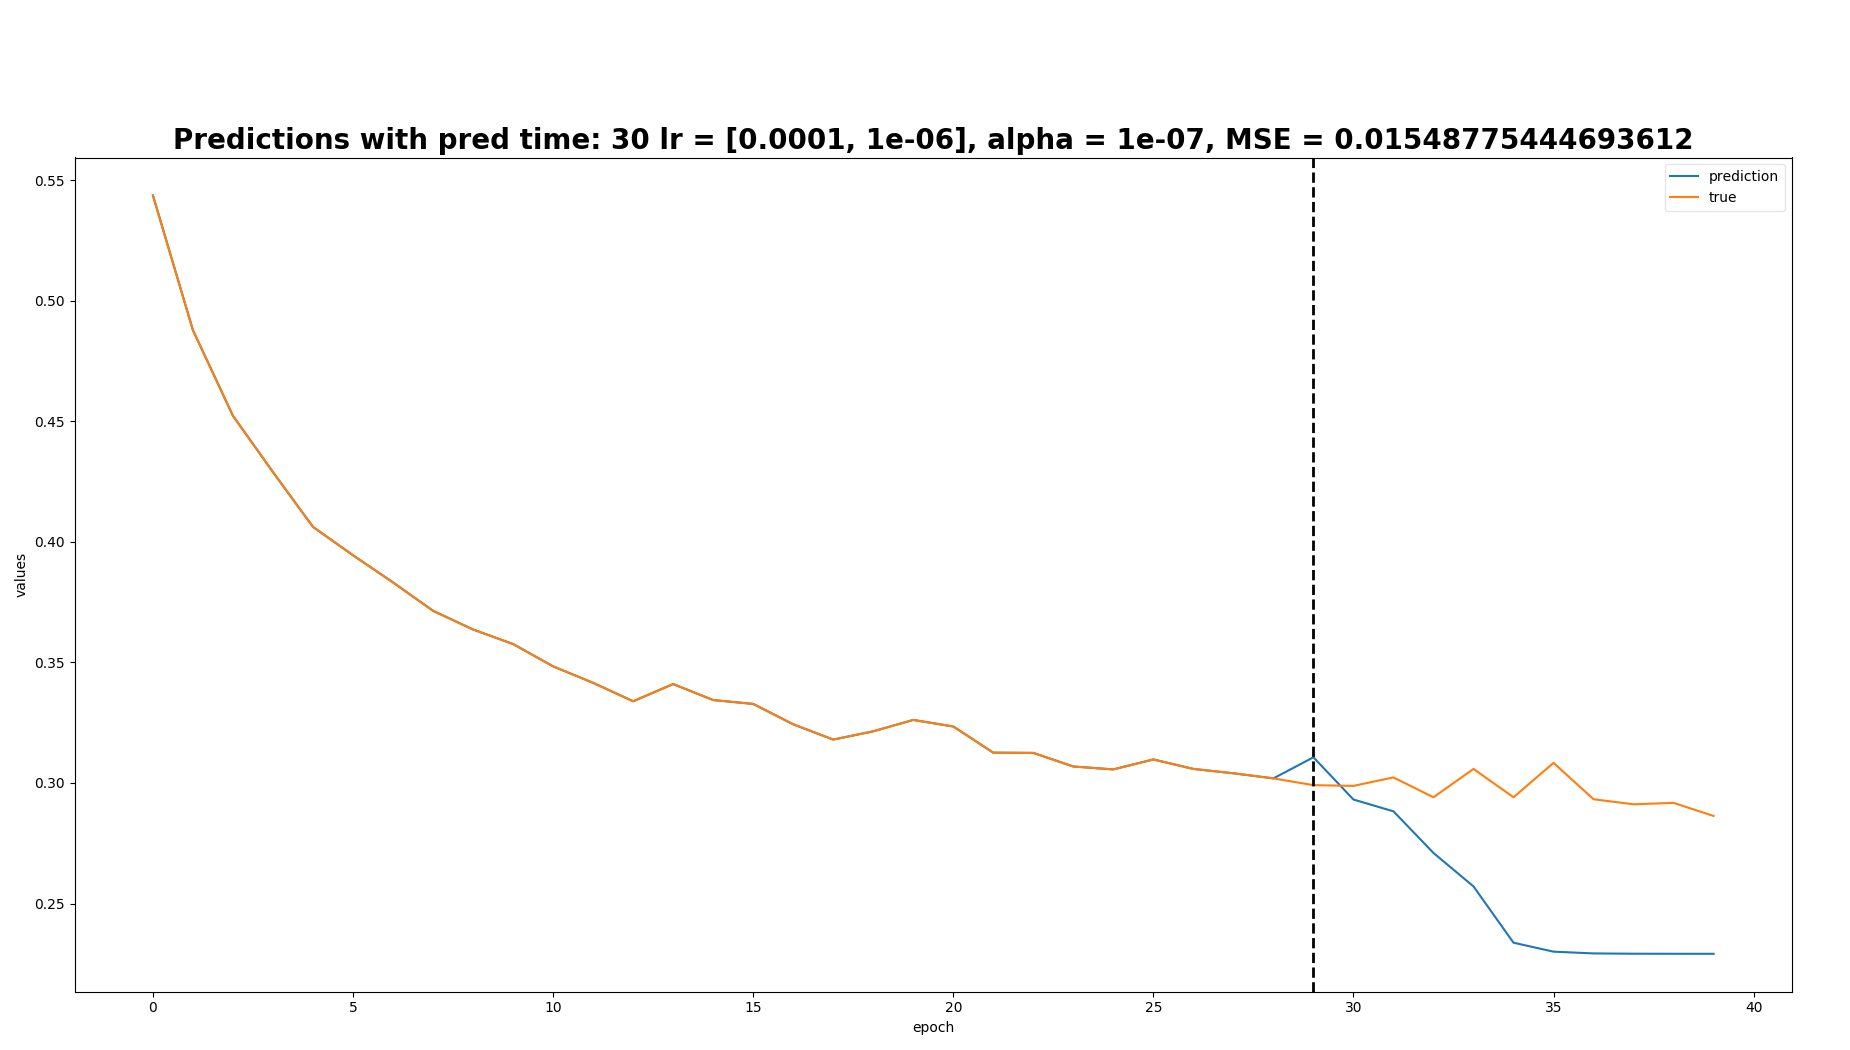 Predictions with pred time: 30 lr = [0.0001, 1e-06], alpha = 1e-07, MSE = 0.01548775444693612
prediction
true
0.55
0.50
0.45
0.40
0.35
0.30
0.25
values
0 5 10 15 20 25 30 35 40
epoch